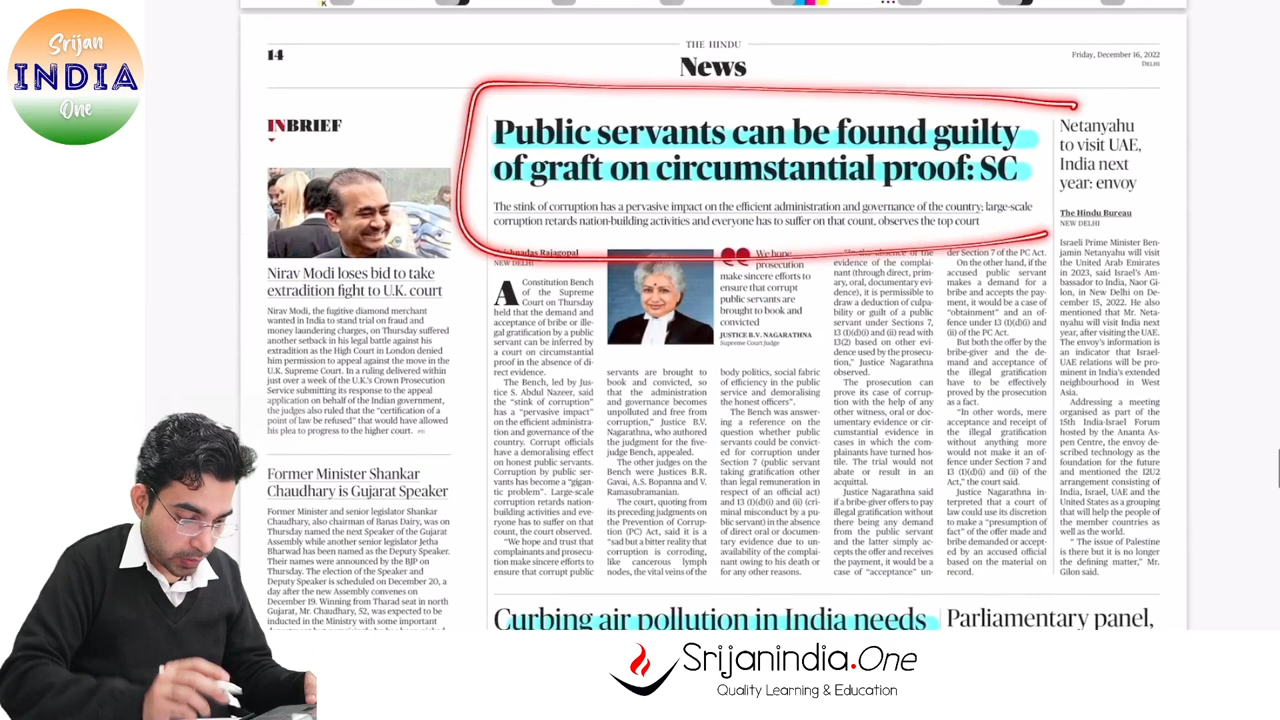 K
Srijan
INDIA
One
14
THE HINDU
News
Friday, December 16, 2022
DELHI
INBRIEF
Nirav Modi loses bid to take
extradition fight to U.K. court
Nirav Modi, the fugitive diamond merchant
wanted in India to stand trial on fraud and
money laundering charges, on Thursday suffered
another setback in his legal battle against his
extradition as the High Court in London denied
him permission to appeal against the move in the
U.K. Supreme Court. In a ruling delivered within
just over a week of the U.K.'s Crown Prosecution
Service submitting its response to the appeal
application on behalf of the Indian government,
the judges also ruled that the “certification of a
point of law be refused” that would have allowed
his plea to progress to the higher court. PTI
Former Minister Shankar
Chaudhary is Gujarat Speaker
Former Minister and senior legislator Shankar
Chaudhary, also chairman of Banas Dairy, was on
Thursday named the next Speaker of the Gujarat
Assembly while another senior legislator Jetha
Bharwad has been named as the Deputy Speaker.
Their names were announced by the BJP on
Thursday. The election of the Speaker and
Deputy Speaker is scheduled on December 20, a
day after the new Assembly convenes on
December 19. Winning from Tharad seat in north
Gujarat, Mr. Chaudhary, 52, was expected to be
inducted in the Ministry with some important
Public servants can be found guilty
of graft on circumstantial proof: SC
The stink of corruption has a pervasive impact on the efficient administration and governance of the country; large-scale
corruption retards nation-building activities and everyone has to suffer on that count, observes the top court
Rajagopal
NEW DELHI
A Constitution Bench
of the Supreme
Court on Thursday
held that the demand and
acceptance of bribe or illegal
gratification by a public
servant can be inferred by
a court on circumstantial
proof in the absence of di-
rect evidence.
The Bench, led by Jus-
tice S. Abdul Nazeer, said
the “stink of corruption”
has a “pervasive impact”
on the efficient administra-
tion and governance of the
country. Corrupt officials
have a demoralising effect
on honest public servants.
Corruption by public ser-
vants has become a “gigan-
tic problem”. Large-scale
corruption retards nation-
building activities and ev-
eryone has to suffer on that
count, the court observed.
“We hope and trust that
complainants and prosecu-
tion make sincere efforts to
ensure that corrupt public
servants are brought to
book and convicted, so
that the administration
and governance becomes
unpolluted and free from
corruption,” Justice B.V.
Nagarathna, who authored
the judgment for the five-
judge Bench, appealed.
The other judges on the
Bench were Justices B.R.
Gavai, A.S. Bopanna and V.
Ramasubramanian.
The court, quoting from
its preceding judgments on
the Prevention of Corrup-
tion (PC) Act, said it is a
“sad but a bitter reality that
corruption is corroding,
like cancerous lymph
nodes, the vital veins of the
We hope
prosecution
make sincere efforts to
ensure that corrupt
public servants are
brought to book and
convicted
JUSTICE B.V. NAGARATHNA
Supreme Court Judge
body politics, social fabric
of efficiency in the public
service and demoralising
the honest officers”.
The Bench was answer-
ing a reference on the
question whether public
servants could be convict-
ed for corruption under
Section 7 (public servant
taking gratification other
than legal remuneration in
respect of an official act)
and 13 (1)(d)(i) and (ii) (crimi-
nal misconduct by a
public servant) in the absence
of direct oral or documen-
tary evidence due to un-
availability of the complai-
nant owing to his death or
for any other reasons.
“In the absence of the
evidence of the complai-
nant (through direct, prim-
ary, oral, documentary evi-
dence), it is permissible to
draw a deduction of culpa-
bility or guilt of a public
servant under Sections 7,
13 (1)(d)(i) and (ii) read with
13(2) based on other evi-
dence used by the prosecu-
tion,” Justice Nagarathna
observed.
The prosecution can
prove its case of corrup-
tion with the help of any
other witness, oral or doc-
umentary evidence or cir-
cumstantial evidence in
cases in which the com-
plainants have turned hos-
tile. The trial would not
abate or result in an
acquittal.
Justice Nagarathna said
if a bribe-giver offers to pay
illegal gratification without
there being any demand
from the public servant
and the latter simply ac-
cepts the offer and receives
the payment, it would be a
case of “acceptance” un-
der Section 7 of the PC Act.
On the other hand, if the
accused public servant
makes a demand for a
bribe and accepts the pay-
ment, it would be a case of
“obtainment” and an of-
fence under 13 (1)(d)(i) and
(ii) of the PC Act.
But both the offer by the
bribe-giver and the de-
mand and acceptance of
the illegal gratification
have to be effectively
proved by the prosecution
as a fact.
“In other words, mere
acceptance and receipt of
the illegal gratification
without anything more
would not make it an of-
fence under Section 7 and
13 (1)(d)(i) and (ii) of the
Act,” the court said.
Justice Nagarathna in-
terpreted that a court of
law could use its discretion
to make a “presumption of
fact” of the offer made and
bribe demanded or accept-
ed by an accused official
based on the material on
record.
Netanyahu
to visit UAE,
India next
year: envoy
The Hindu Bureau
NEW DELHI
Israeli Prime Minister Ben-
jamin Netanyahu will visit
the United Arab Emirates
in 2023, said Israel's Am-
bassador to India, Naor Gi-
lon, in New Delhi on De-
cember 15, 2022. He also
mentioned that Mr. Neta-
nyahu will visit India next
year, after visiting the UAE.
The envoy's information is
an indicator that Israel-
UAE relations will be pro-
minent in India's extended
neighbourhood in West
Asia.
Addressing a meeting
organised as part of the
15th India-Israel Forum
hosted by the Ananta As-
pen Centre, the envoy de-
scribed technology as the
foundation for the future
and mentioned the I2U2
arrangement consisting of
India, Israel, UAE and the
United States as a grouping
that will help the people of
the member countries as
well as the world.
“ The issue of Palestine
is there but it is no longer
the defining matter,” Mr.
Gilon said.
Curbing air pollution in India needs
Parliamentary panel,
Srijanindia.One
Quality Learning & Education